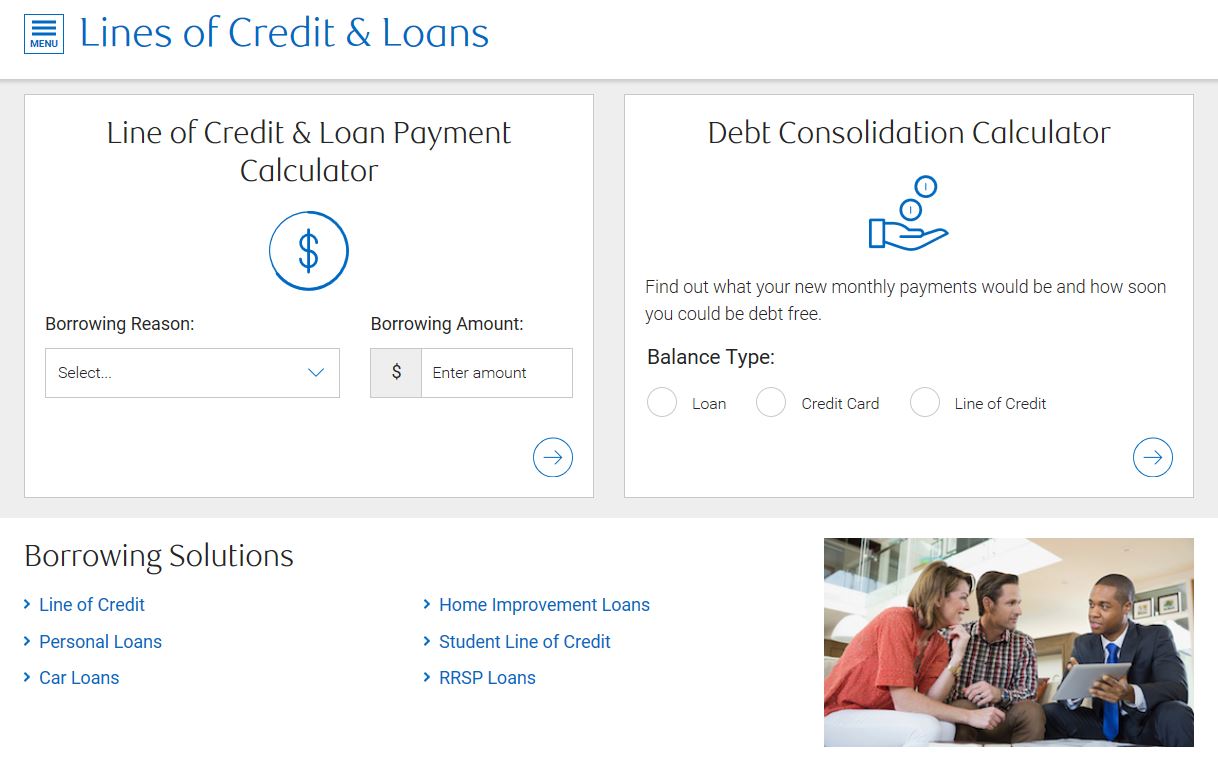 MENU
Lines of Credit & Loans
Line of Credit & Loan Payment
Calculator
$
Borrowing Reason:
Borrowing Amount:
Select...
$
Enter amount
Debt Consolidation Calculator
Find out what your new monthly payments would be and how soon
you could be debt free.
Balance Type:
Loan
Credit Card
Line of Credit
Borrowing Solutions
Line of Credit
Personal Loans
Car Loans
Home Improvement Loans
Student Line of Credit
RRSP Loans